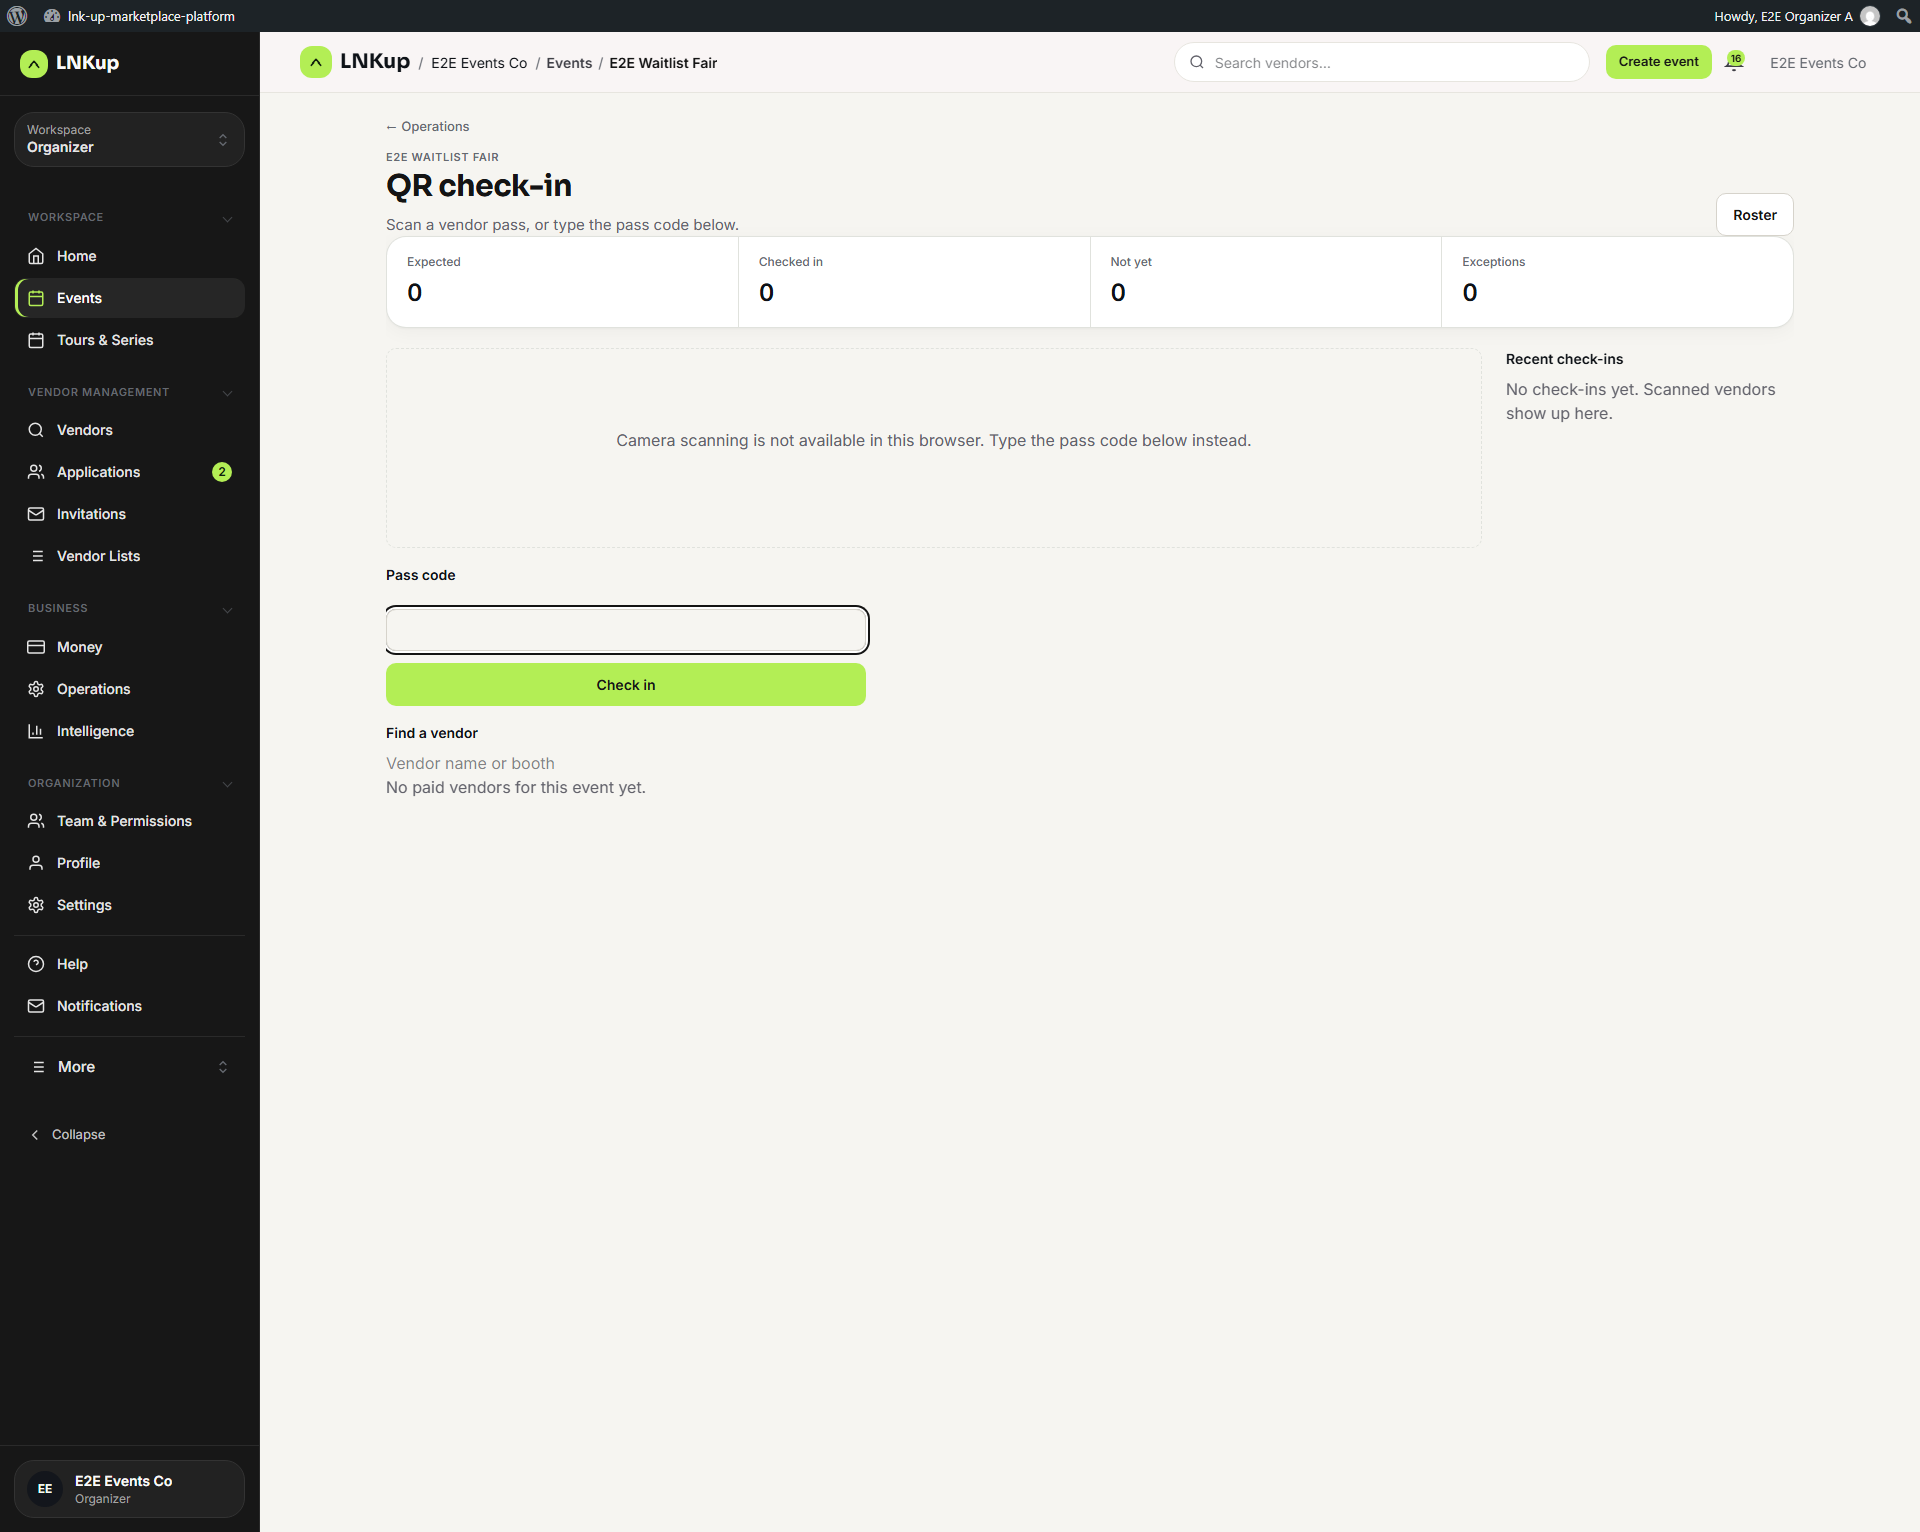 lnk-up-marketplace-platform
Howdy, E2E Organizer A
LNKup
Workspace
Organizer
WORKSPACE
Home
Events
Tours & Series
VENDOR MANAGEMENT
Vendors
Applications 2
Invitations
Vendor Lists
BUSINESS
Money
Operations
Intelligence
ORGANIZATION
Team & Permissions
Profile
Settings
Help
Notifications
More
Collapse
EE
E2E Events Co
Organizer
LNKup / E2E Events Co / Events / E2E Waitlist Fair
Search vendors...
Create event
16
E2E Events Co
← Operations
E2E WAITLIST FAIR
QR check-in
Scan a vendor pass, or type the pass code below.
Roster
Expected
0
Checked in
0
Not yet
0
Exceptions
0
Camera scanning is not available in this browser. Type the pass code below instead.
Recent check-ins
No check-ins yet. Scanned vendors
show up here.
Pass code
Check in
Find a vendor
Vendor name or booth
No paid vendors for this event yet.